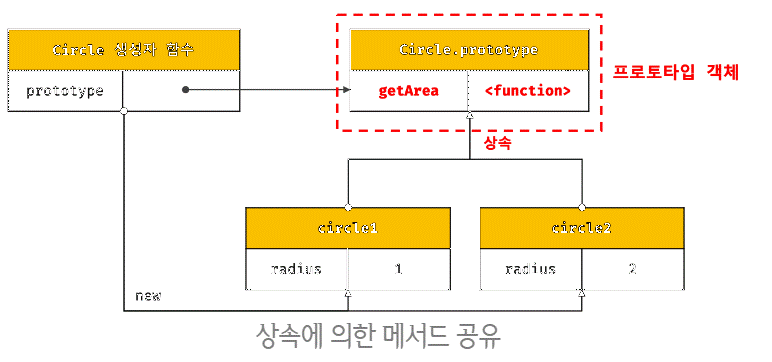 Circle 생성자 함수
prototype
Circle.prototype
getArea <function>
프로토타입 객체
상속
circle1
radius 1
circle2
radius 2
new
상속에 의한 메서드 공유